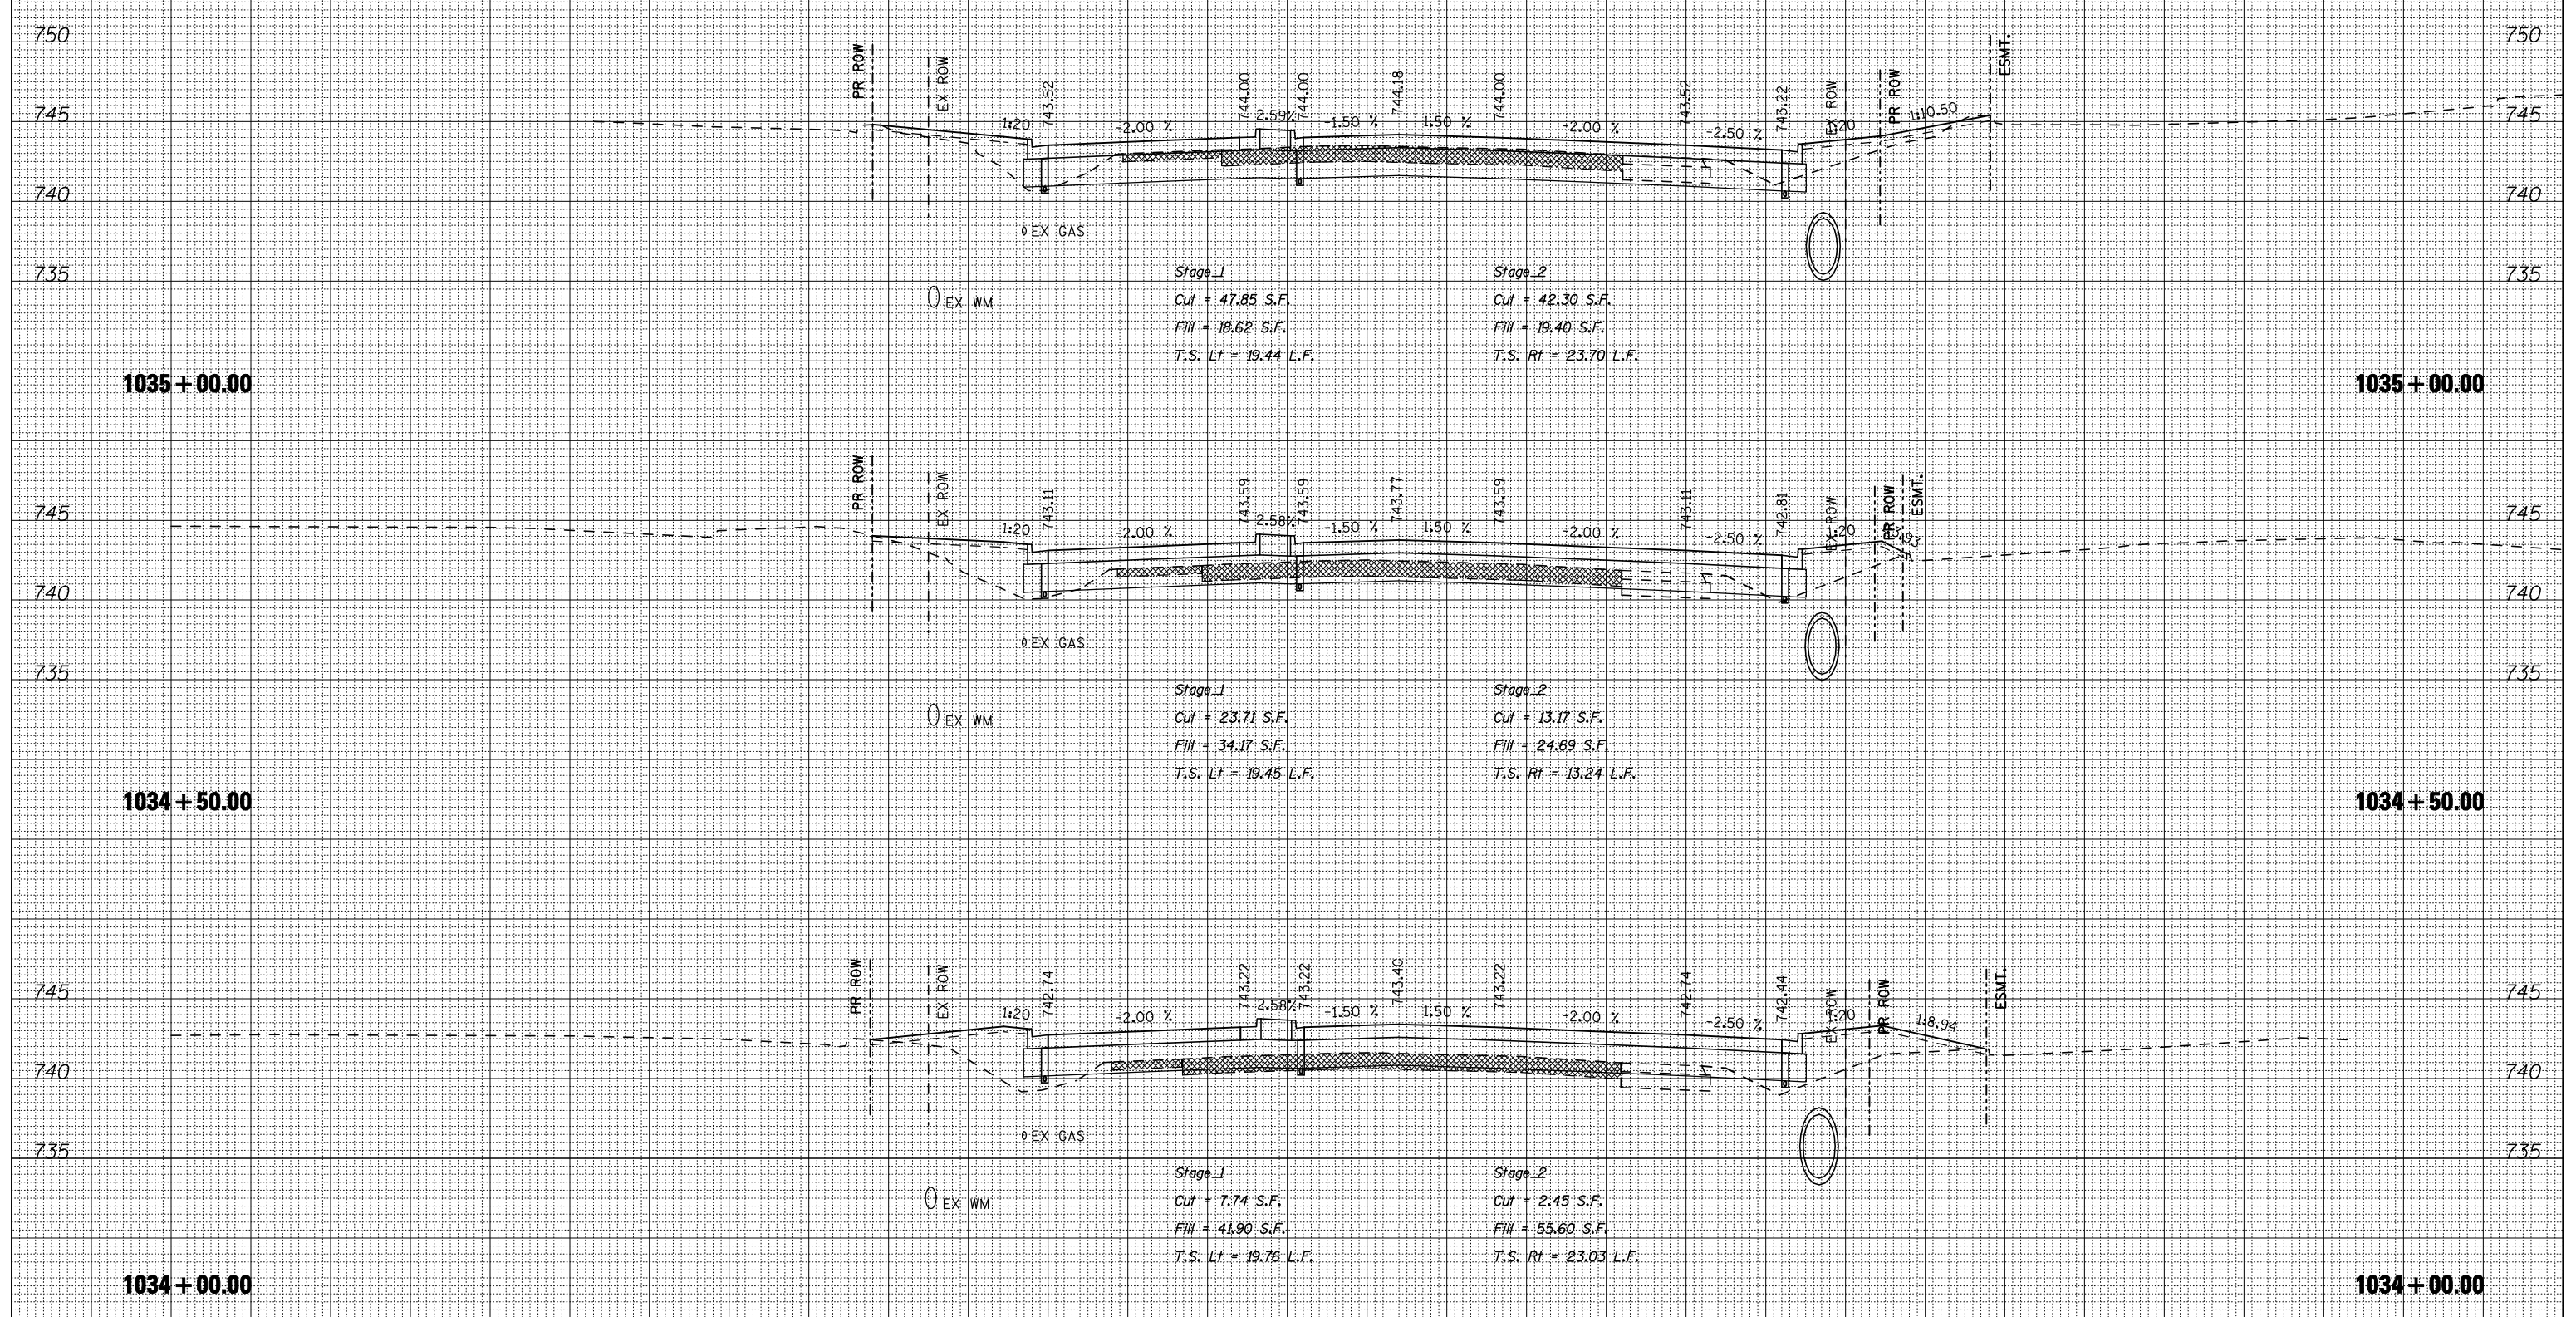 750 750
PR ROW EX ROW 743.52 744.00 744.00 744.18 744.00 743.52 743.22 EX ROW PR ROW ESMT.
745 1:20 -2.00 % 2.59% -1.50 % 1.50 % -2.00 % -2.50 % 1:20 1:10.50 745
740 740
EX GAS
735 735
EX WM
Stage_1 Stage_2
Cut = 47.85 S.F. Cut = 42.30 S.F.
Fill = 18.62 S.F. Fill = 19.40 S.F.
T.S. Lt = 19.44 L.F. T.S. Rt = 23.70 L.F.
1035+00.00 1035+00.00
PR ROW EX ROW 743.11 743.59 743.59 743.77 743.59 743.11 742.81 EX ROW PR ROW ESMT.
745 1:20 -2.00 % 2.58% -1.50 % 1.50 % -2.00 % -2.50 % 1:20 745
740 740
EX GAS
735 735
EX WM
Stage_1 Stage_2
Cut = 23.71 S.F. Cut = 13.17 S.F.
Fill = 34.17 S.F. Fill = 24.69 S.F.
T.S. Lt = 19.45 L.F. T.S. Rt = 13.24 L.F.
1034+50.00 1034+50.00
PR ROW EX ROW 742.74 743.22 743.22 743.40 743.22 742.74 742.44 EX ROW PR ROW ESMT.
745 1:20 -2.00 % 2.58% -1.50 % 1.50 % -2.00 % -2.50 % 1:20 1:8.94 745
740 740
EX GAS
735 735
EX WM
Stage_1 Stage_2
Cut = 7.74 S.F. Cut = 2.45 S.F.
Fill = 41.90 S.F. Fill = 55.60 S.F.
T.S. Lt = 19.76 L.F. T.S. Rt = 23.03 L.F.
1034+00.00 1034+00.00